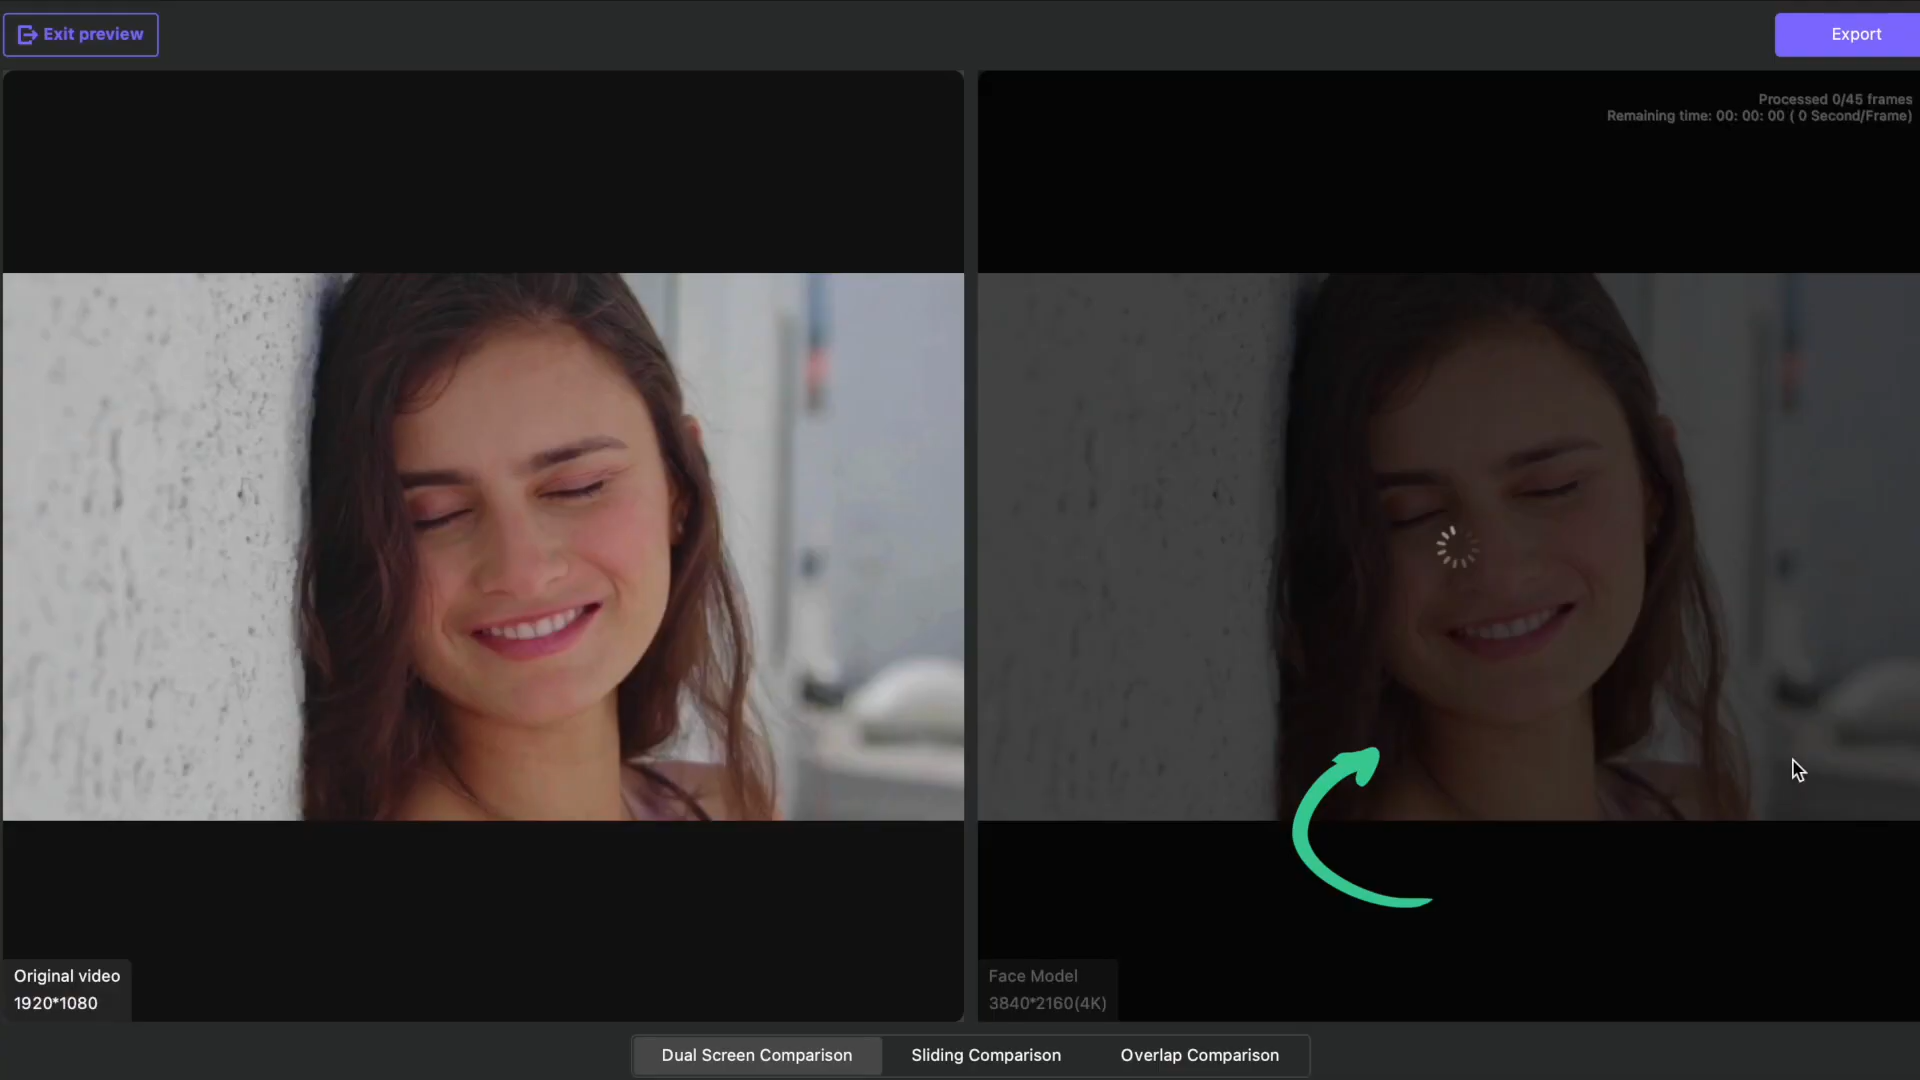 Exit preview
Export
Processed 0/45 frames
Remaining time: 00: 00: 00 ( 0 Second/Frame)
Original video
1920*1080
Face Model
3840*2160(4K)
Dual Screen Comparison
Sliding Comparison
Overlap Comparison